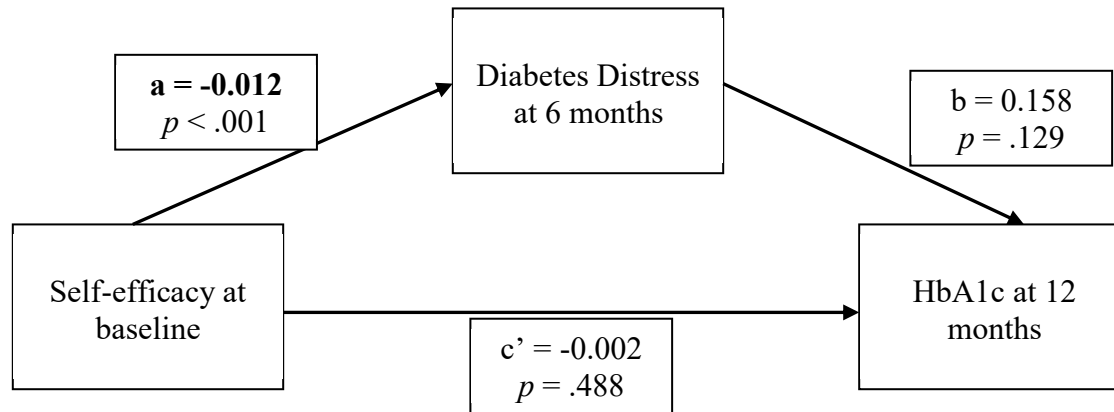 a = -0.012
p < .001
Diabetes Distress
at 6 months
b = 0.158
p = .129
Self-efficacy at
baseline
HbA1c at 12
months
c’ = -0.002
p = .488